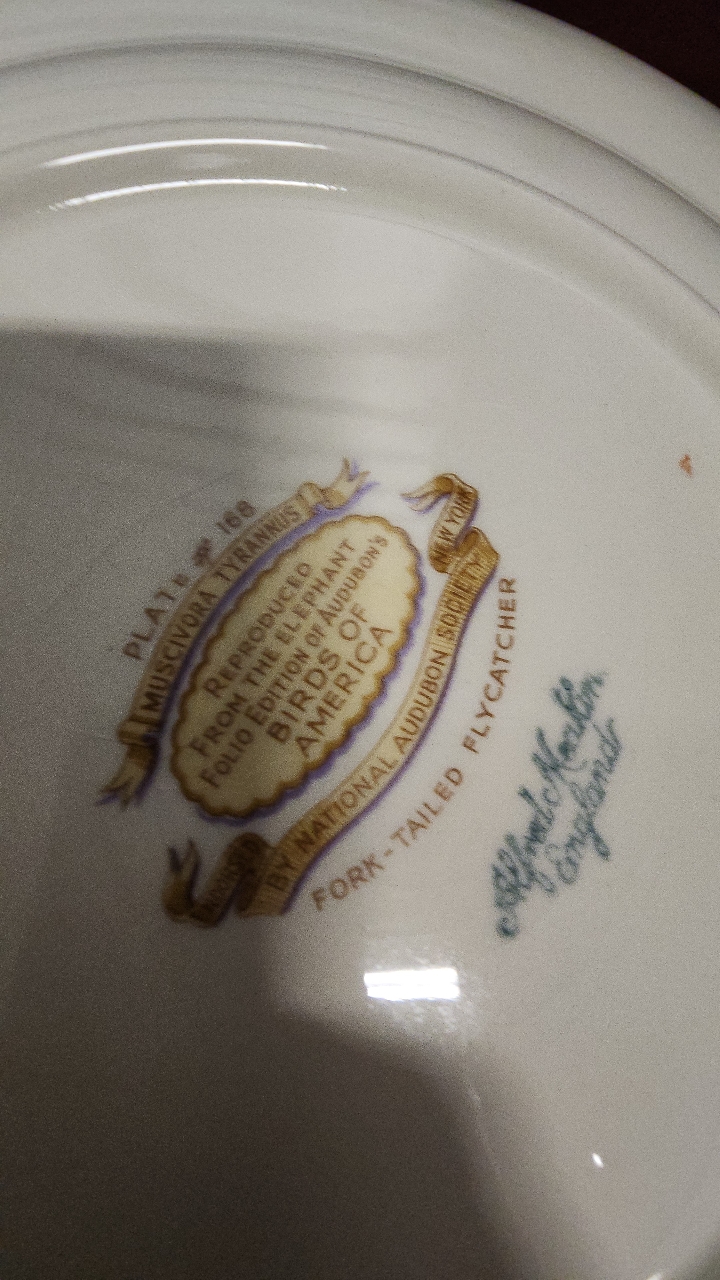 PLATE Nº 168
MUSCIVORA TYRANNUS
REPRODUCED
FROM THE ELEPHANT
FOLIO EDITION OF AUDUBON'S
BIRDS OF
AMERICA
BY NATIONAL AUDUBON SOCIETY
NEW YORK
FORK-TAILED FLYCATCHER
Alfred Meakin
England